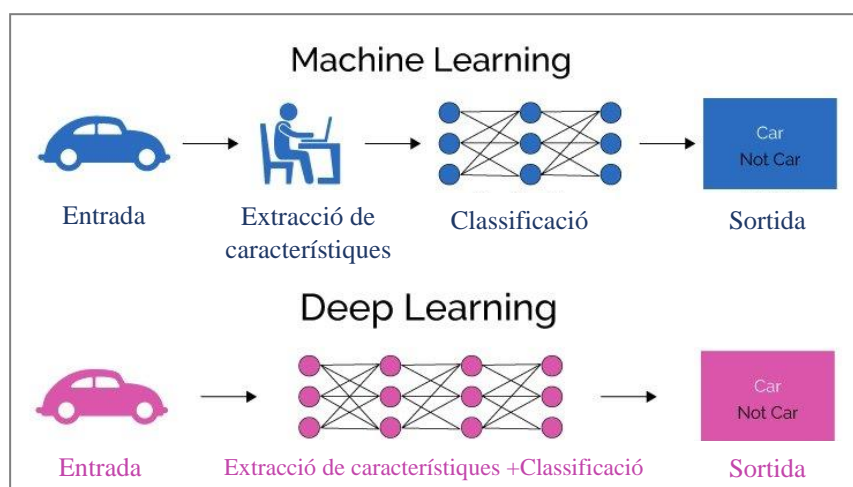 Machine Learning
Car
Not Car
Entrada
Extracció de
característiques
Classificació
Sortida
Deep Learning
Car
Not Car
Entrada
Extracció de característiques +Classificació
Sortida